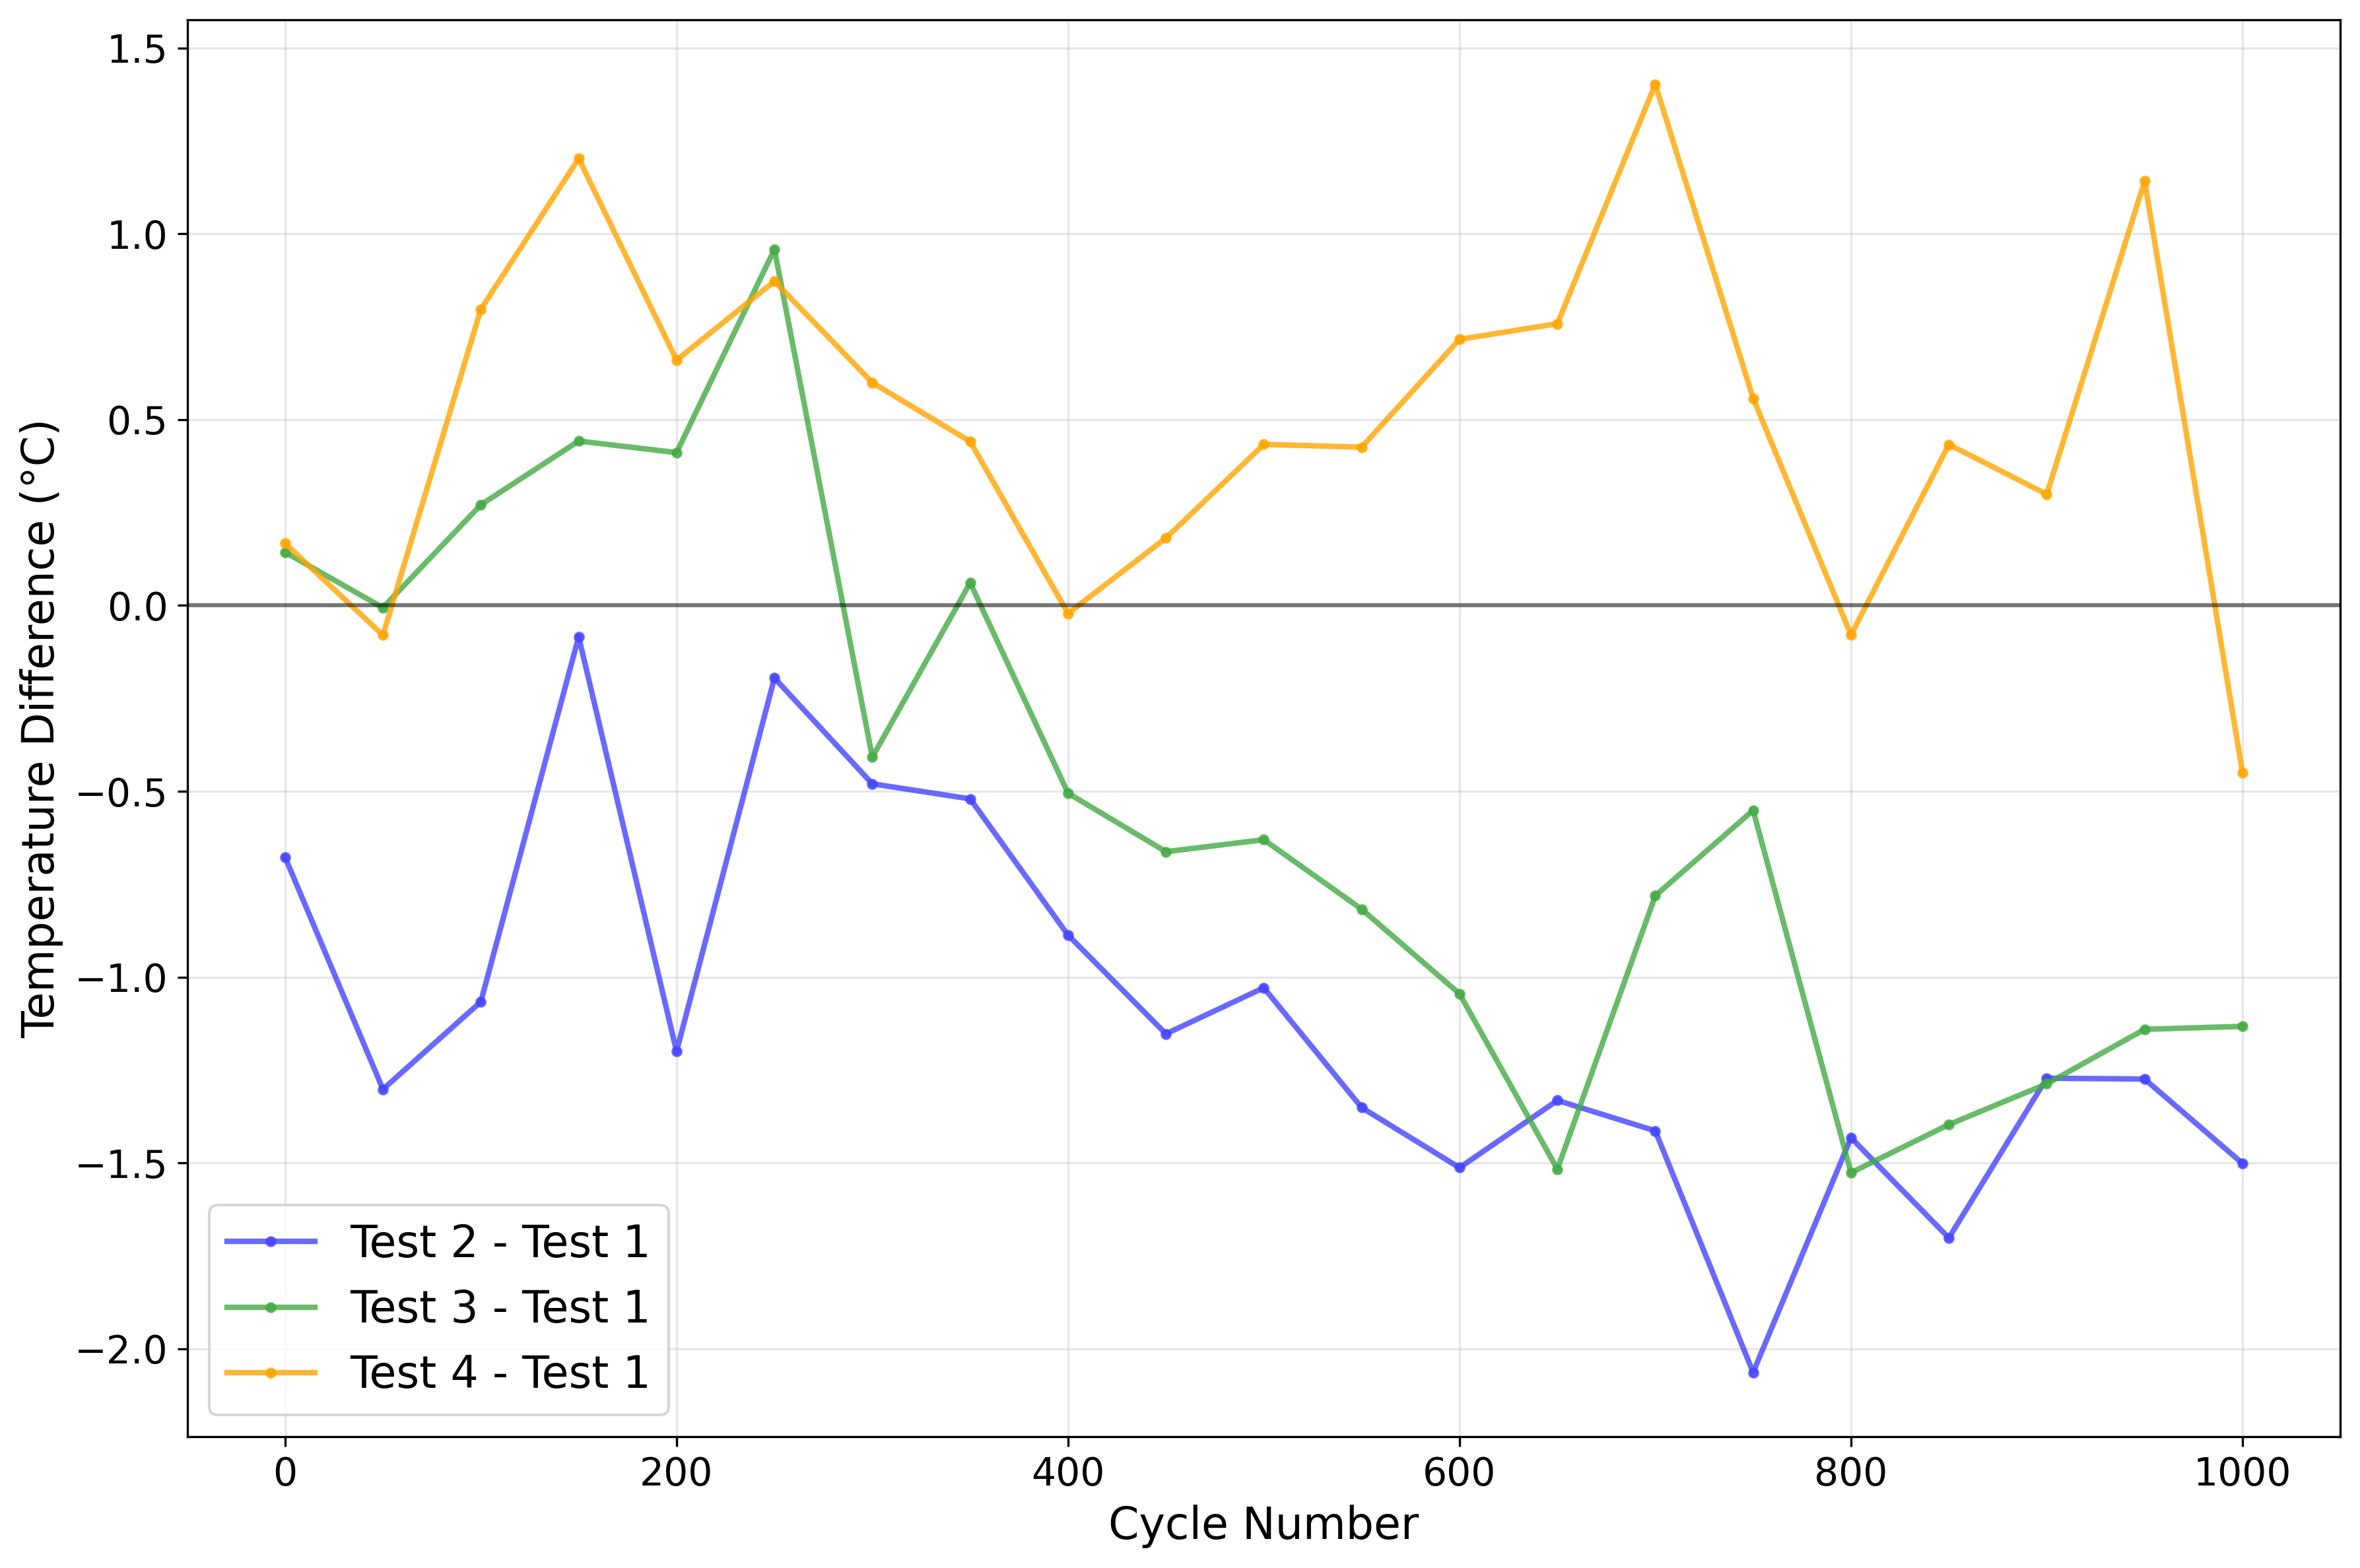 1.5
1.0
0.5
0.0
−0.5
−1.0
−1.5
−2.0
Temperature Difference (°C)
Test 2 - Test 1
Test 3 - Test 1
Test 4 - Test 1
0 200 400 600 800 1000
Cycle Number